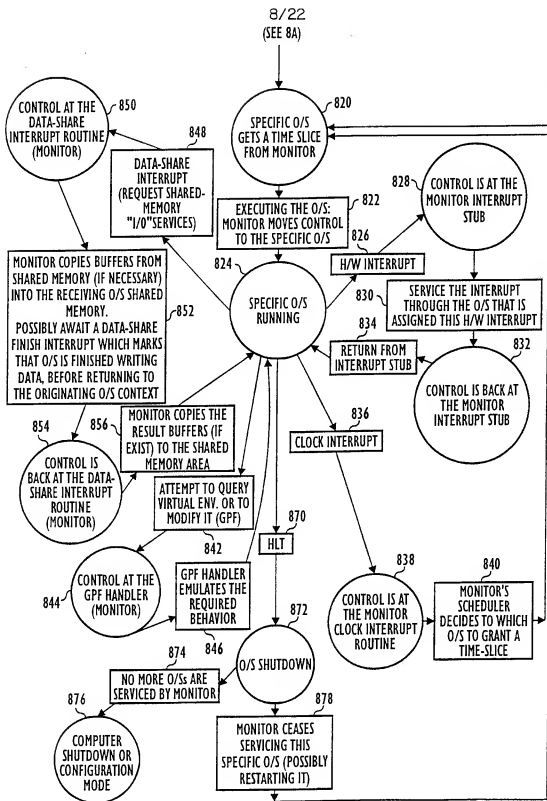 8/22
(SEE 8A)
850
CONTROL AT THE
DATA-SHARE
INTERRUPT ROUTINE
(MONITOR)
848
DATA-SHARE
INTERRUPT
(REQUEST SHARED-
MEMORY
"I/O" SERVICES)
820
SPECIFIC O/S
GETS A TIME SLICE
FROM MONITOR
822
EXECUTING THE O/S:
MONITOR MOVES CONTROL
TO THE SPECIFIC O/S
824
SPECIFIC O/S
RUNNING
826
H/W INTERRUPT
828
CONTROL IS AT THE
MONITOR INTERRUPT
STUB
830
SERVICE THE INTERRUPT
THROUGH THE O/S THAT IS
ASSIGNED THIS H/W INTERRUPT
832
CONTROL IS BACK AT
THE MONITOR
INTERRUPT STUB
834
RETURN FROM
INTERRUPT STUB
MONITOR COPIES BUFFERS FROM
SHARED MEMORY (IF NECESSARY)
INTO THE RECEIVING O/S SHARED
MEMORY.
POSSIBLY AWAIT A DATA-SHARE
FINISH INTERRUPT WHICH MARKS
THAT O/S IS FINISHED WRITING
DATA, BEFORE RETURNING TO
THE ORIGINATING O/S CONTEXT
852
854
CONTROL IS
BACK AT THE DATA-
SHARE INTERRUPT
ROUTINE
(MONITOR)
856
MONITOR COPIES THE
RESULT BUFFERS (IF
EXIST) TO THE SHARED
MEMORY AREA
836
CLOCK INTERRUPT
838
CONTROL IS AT
THE MONITOR
CLOCK INTERRUPT
ROUTINE
840
MONITOR'S
SCHEDULER
DECIDES TO WHICH
O/S TO GRANT A
TIME-SLICE
ATTEMPT TO QUERY
VIRTUAL ENV. OR TO
MODIFY IT (GPF)
842
844
CONTROL AT THE
GPF HANDLER
(MONITOR)
GPF HANDLER
EMULATES THE
REQUIRED
BEHAVIOR
846
870
HLT
872
O/S SHUTDOWN
874
NO MORE O/Ss ARE
SERVICED BY MONITOR
876
COMPUTER
SHUTDOWN OR
CONFIGURATION
MODE
878
MONITOR CEASES
SERVICING THIS
SPECIFIC O/S (POSSIBLY
RESTARTING IT)